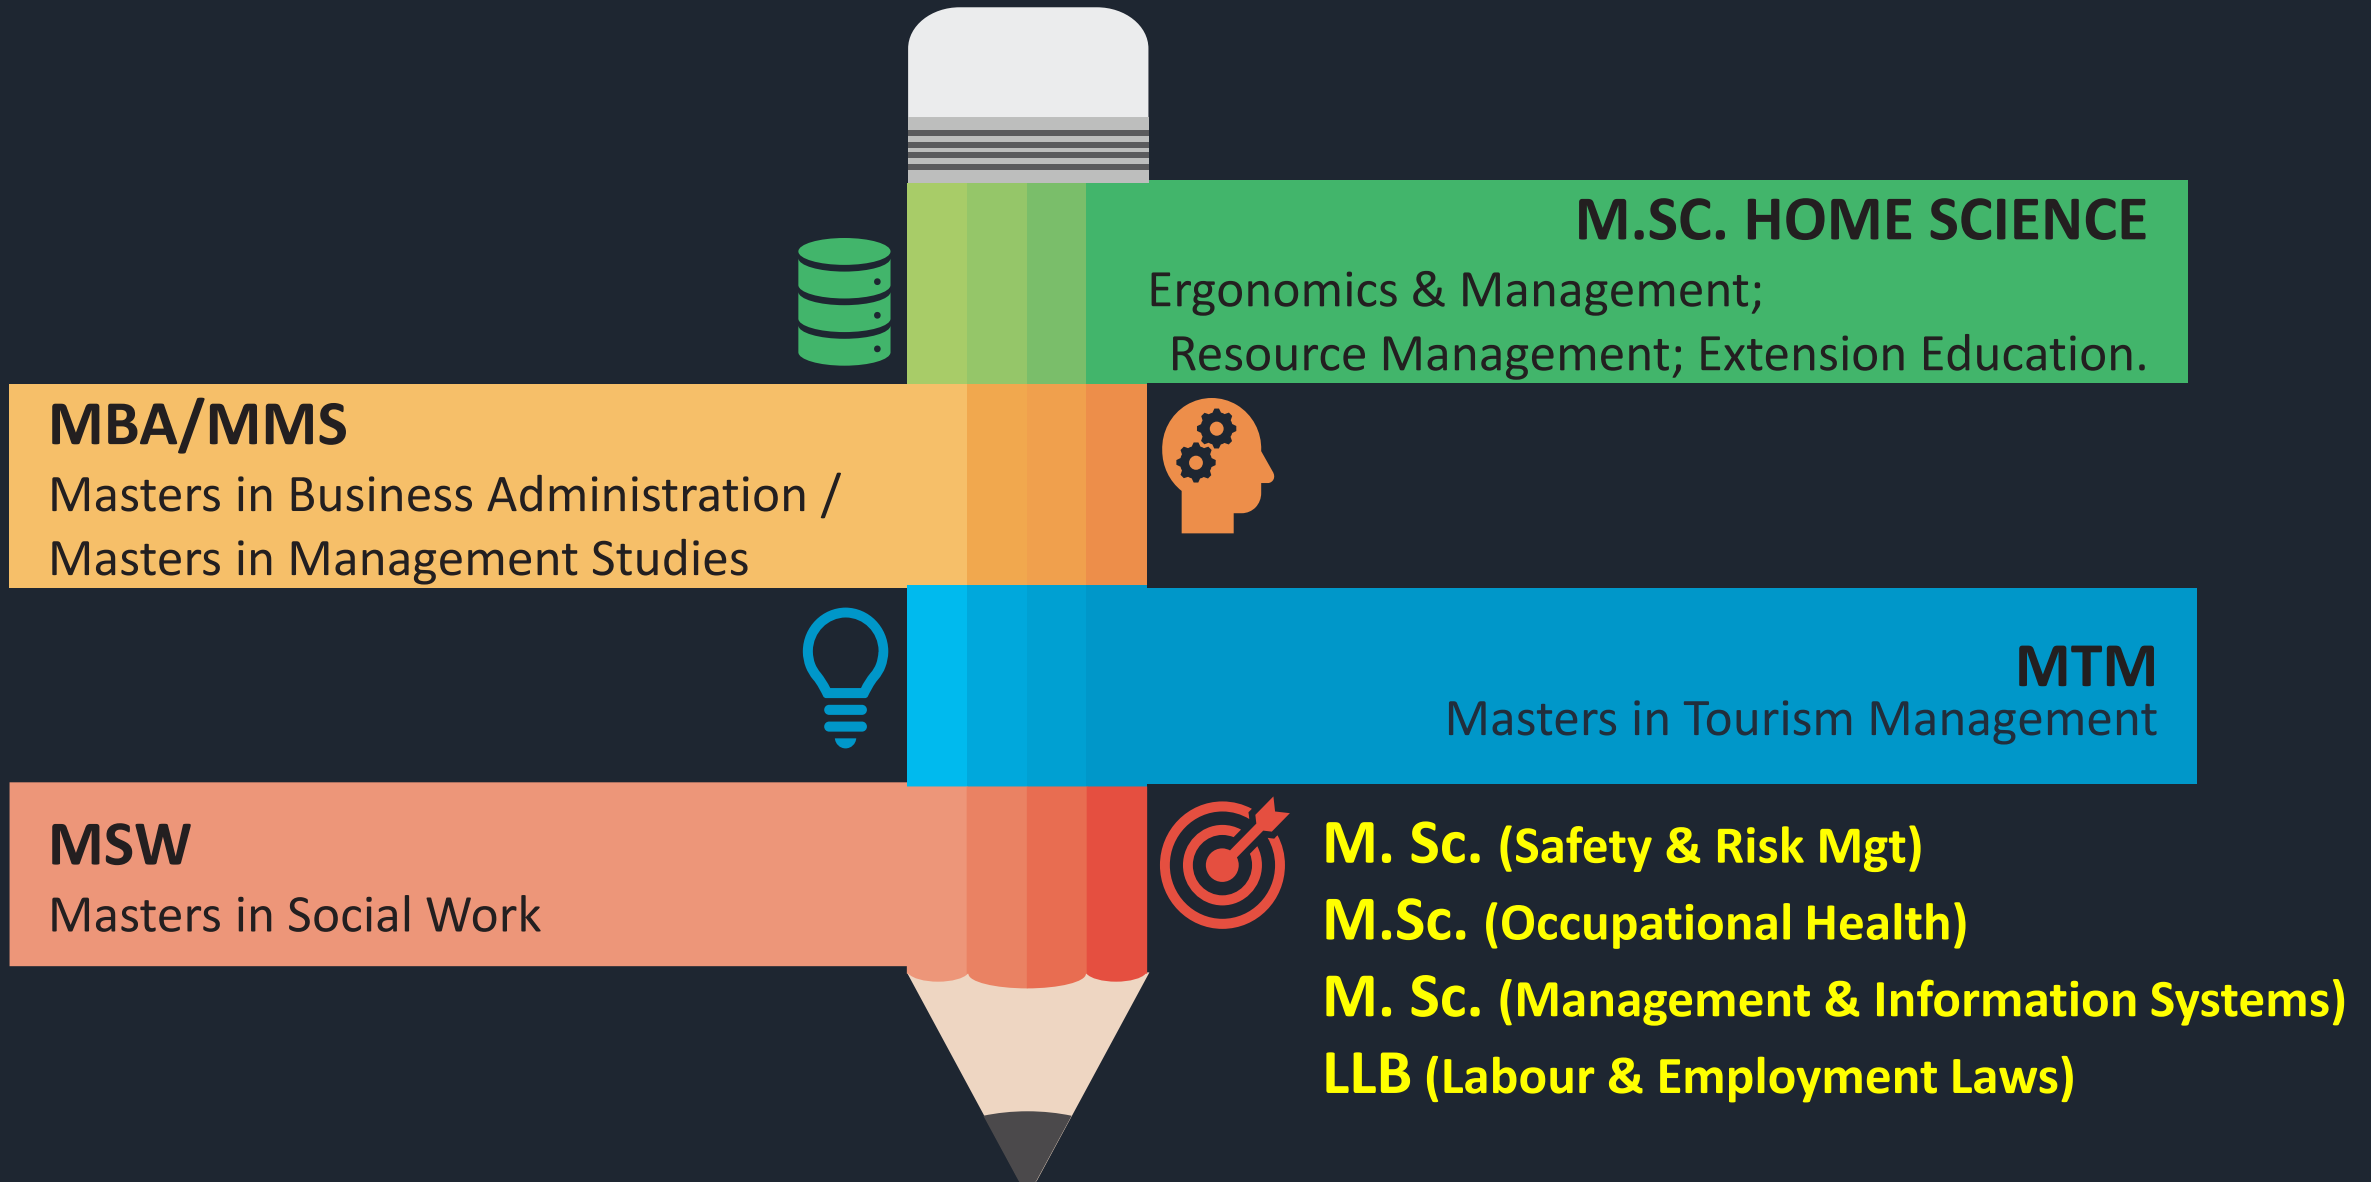 M.SC. HOME SCIENCE
Ergonomics & Management;
Resource Management; Extension Education.
MBA/MMS
Masters in Business Administration /
Masters in Management Studies
MTM
Masters in Tourism Management
MSW
Masters in Social Work
M. Sc. (Safety & Risk Mgt)
M.Sc. (Occupational Health)
M. Sc. (Management & Information Systems)
LLB (Labour & Employment Laws)